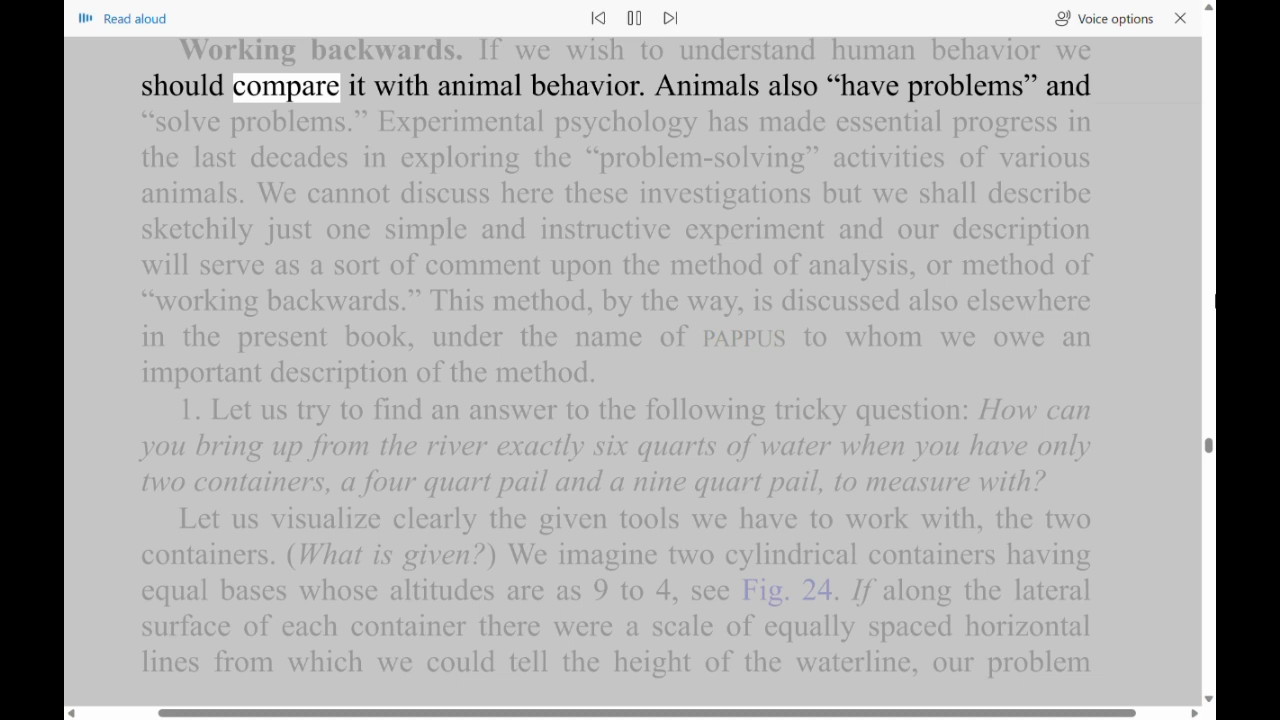 Read aloud
Voice options
Working backwards. If we wish to understand human behavior we
should compare it with animal behavior. Animals also “have problems” and
“solve problems.” Experimental psychology has made essential progress in
the last decades in exploring the “problem-solving” activities of various
animals. We cannot discuss here these investigations but we shall describe
sketchily just one simple and instructive experiment and our description
will serve as a sort of comment upon the method of analysis, or method of
“working backwards.” This method, by the way, is discussed also elsewhere
in the present book, under the name of PAPPUS to whom we owe an
important description of the method.
1. Let us try to find an answer to the following tricky question: How can
you bring up from the river exactly six quarts of water when you have only
two containers, a four quart pail and a nine quart pail, to measure with?
Let us visualize clearly the given tools we have to work with, the two
containers. (What is given?) We imagine two cylindrical containers having
equal bases whose altitudes are as 9 to 4, see Fig. 24. If along the lateral
surface of each container there were a scale of equally spaced horizontal
lines from which we could tell the height of the waterline, our problem